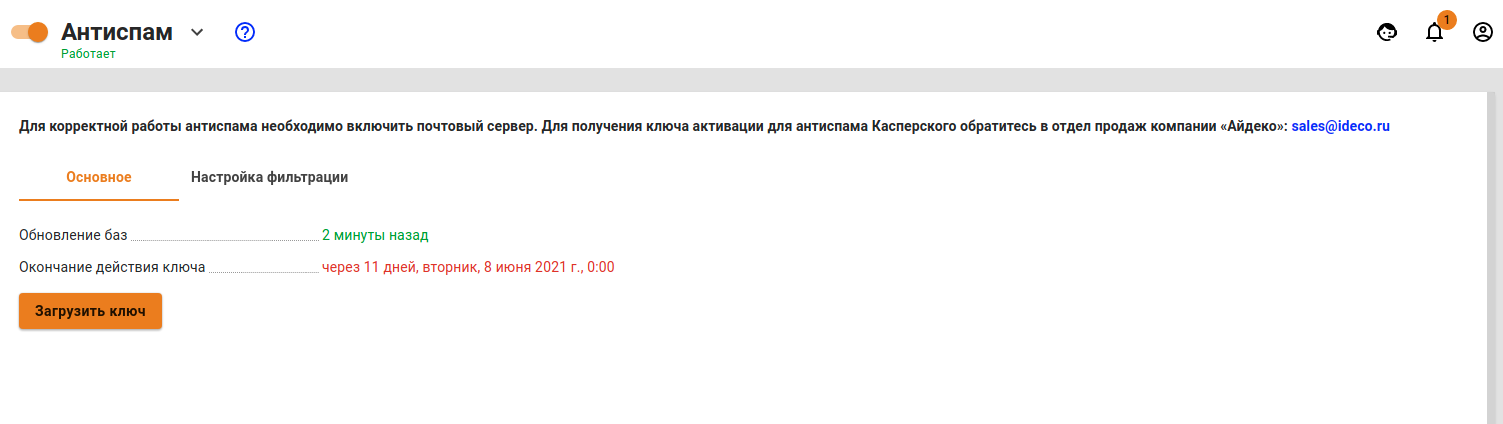 Антиспам
1
Работает
Для корректной работы антиспама необходимо включить почтовый сервер. Для получения ключа активации для антиспама Касперского обратитесь в отдел продаж компании «Айдеко»: sales@ideco.ru
Основное Настройка фильтрации
Обновление баз 2 минуты назад
Окончание действия ключа через 11 дней, вторник, 8 июня 2021 г., 0:00
Загрузить ключ